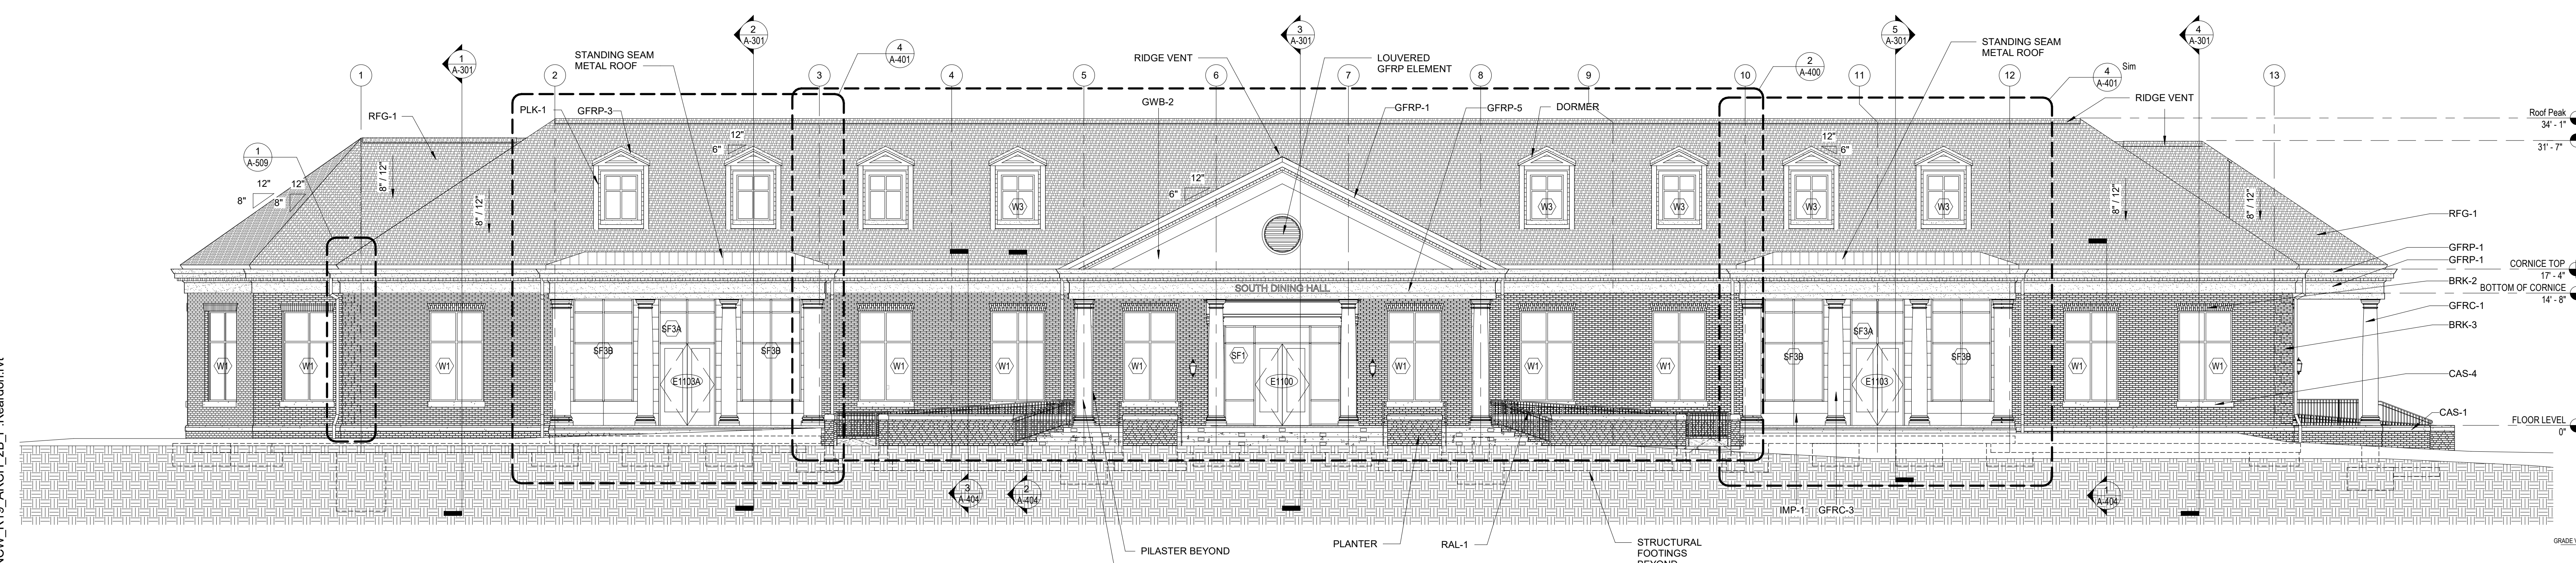 2
A-301
3
A-301
5
A-301
4
A-301
1
A-301
STANDING SEAM
METAL ROOF
4
A-401
RIDGE VENT
LOUVERED
GFRP ELEMENT
2
A-400
STANDING SEAM
METAL ROOF
4
A-401
Sim
1
2
3
4
5
6
7
8
9
10
11
12
13
RIDGE VENT
RFG-1
PLK-1
GFRP-3
GWB-2
GFRP-1
GFRP-5
DORMER
Roof Peak
34' - 1"
31' - 7"
1
A-509
12"
6"
12"
6"
12"
8"
12"
8"
8" / 12"
8" / 12"
12"
6"
8" / 12"
8" / 12"
W3
W3
W3
W3
W3
RFG-1
GFRP-1
GFRP-1
CORNICE TOP
17' - 4"
BRK-2
BOTTOM OF CORNICE
14' - 8"
GFRC-1
BRK-3
SOUTH DINING HALL
SF3A
SF3B
SF3B
SF1
SF3A
SF3B
SF3B
W1
W1
W1
W1
W1
W1
W1
W1
W1
W1
W1
E1103A
E1100
E1103
CAS-4
CAS-1
FLOOR LEVEL
0"
3
A-404
2
A-404
1
A-404
IMP-1
GFRC-3
PILASTER BEYOND
PLANTER
RAL-1
STRUCTURAL
FOOTINGS
BEYOND